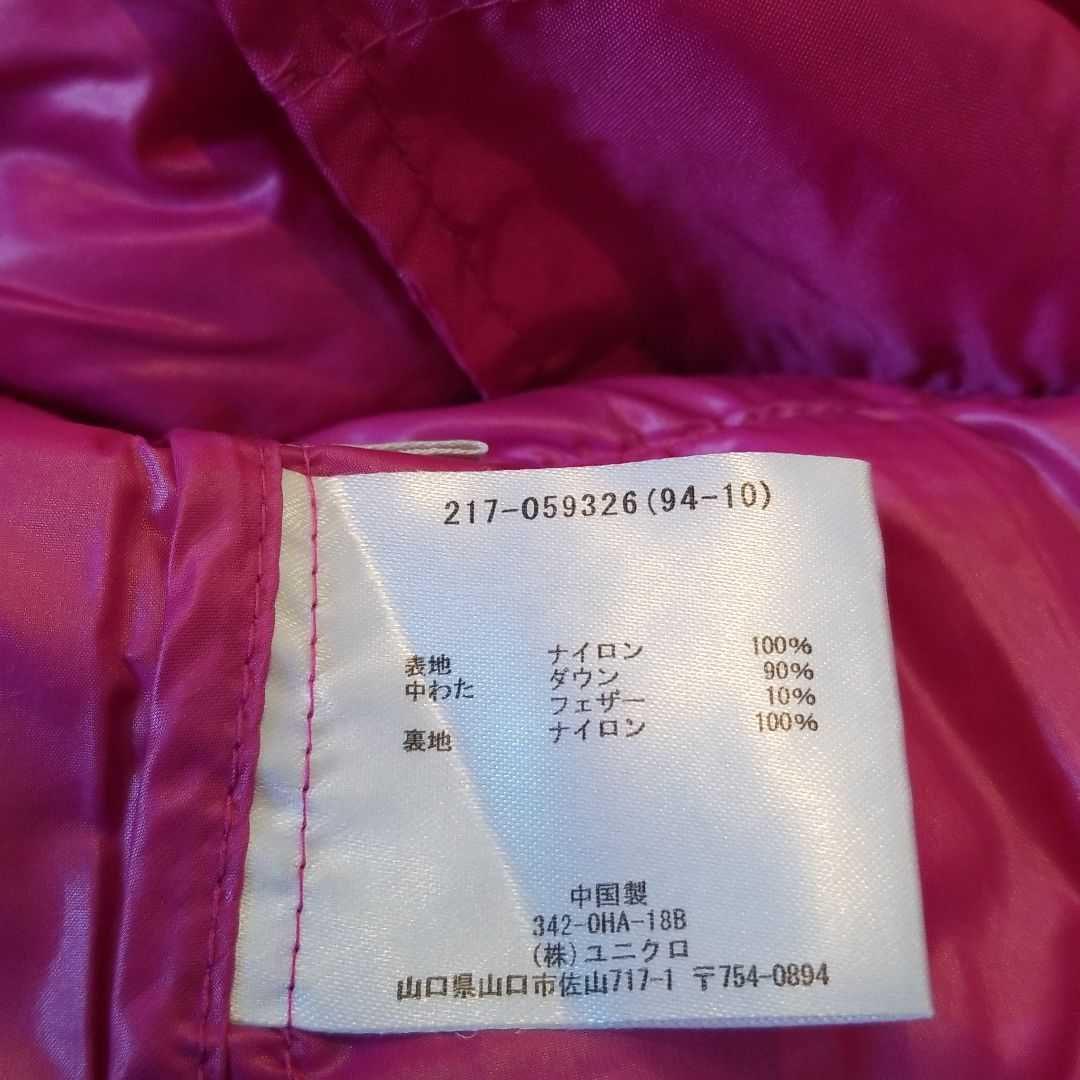 217-059326(94-10)
表地 ナイロン 100%
中わた ダウン 90%
フェザー 10%
裏地 ナイロン 100%
中国製
342-0HA-18B
(株)ユニクロ
山口県山口市佐山717-1 〒754-0894